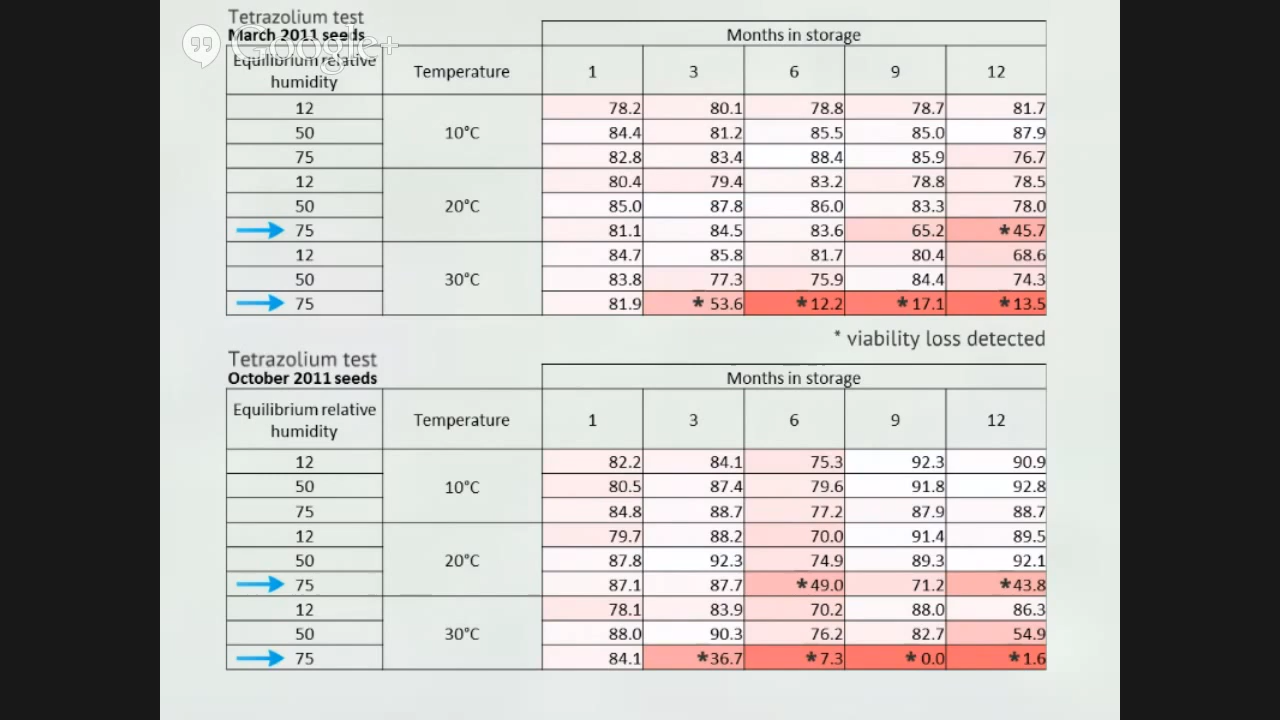 Tetrazolium test
March 2011 seeds
Google+
Months in storage
Equilibrium relative humidity Temperature 1 3 6 9 12
12 10°C 78.2 80.1 78.8 78.7 81.7
50 84.4 81.2 85.5 85.0 87.9
75 82.8 83.4 88.4 85.9 76.7
12 20°C 80.4 79.4 83.2 78.8 78.5
50 85.0 87.8 86.0 83.3 78.0
75 81.1 84.5 83.6 65.2 *45.7
12 30°C 84.7 85.8 81.7 80.4 68.6
50 83.8 77.3 75.9 84.4 74.3
75 81.9 * 53.6 *12.2 *17.1 *13.5
* viability loss detected
Tetrazolium test
October 2011 seeds
Months in storage
Equilibrium relative humidity Temperature 1 3 6 9 12
12 10°C 82.2 84.1 75.3 92.3 90.9
50 80.5 87.4 79.6 91.8 92.8
75 84.8 88.7 77.2 87.9 88.7
12 20°C 79.7 88.2 70.0 91.4 89.5
50 87.8 92.3 74.9 89.3 92.1
75 87.1 87.7 *49.0 71.2 *43.8
12 30°C 78.1 83.9 70.2 88.0 86.3
50 88.0 90.3 76.2 82.7 54.9
75 84.1 *36.7 *7.3 * 0.0 *1.6